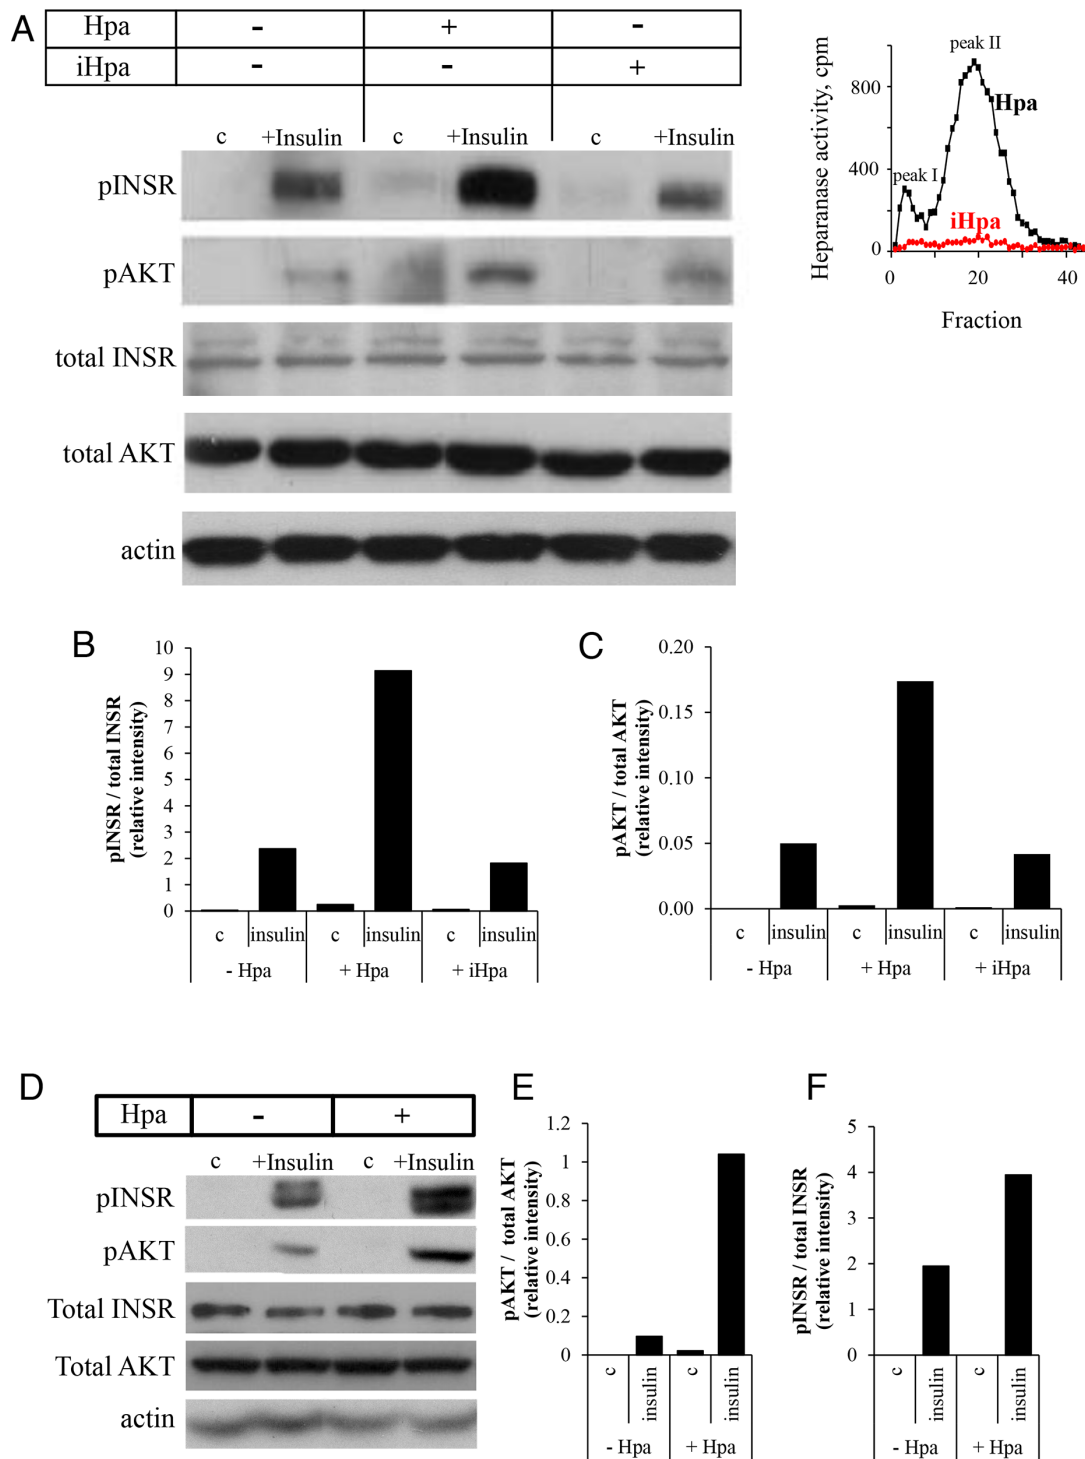 A
Hpa - + -
iHpa - - +
c +Insulin c +Insulin c +Insulin
pINSR
pAKT
total INSR
total AKT
actin
Heparanase activity, cpm
800
400
0
peak I
peak II
Hpa
iHpa
0 20 40
Fraction
B
pINSR / total INSR
(relative intensity)
10
9
8
7
6
5
4
3
2
1
0
c insulin c insulin c insulin
- Hpa + Hpa + iHpa
C
pAKT / total AKT
(relative intensity)
0.20
0.15
0.10
0.05
0.00
c insulin c insulin c insulin
- Hpa + Hpa + iHpa
D
Hpa - +
c +Insulin c +Insulin
pINSR
pAKT
Total INSR
Total AKT
actin
E
pAKT / total AKT
(relative intensity)
1.2
1
0.8
0.6
0.4
0.2
0
c insulin c insulin
- Hpa + Hpa
F
pINSR / total INSR
(relative intensity)
5
4
3
2
1
0
c insulin c insulin
- Hpa + Hpa